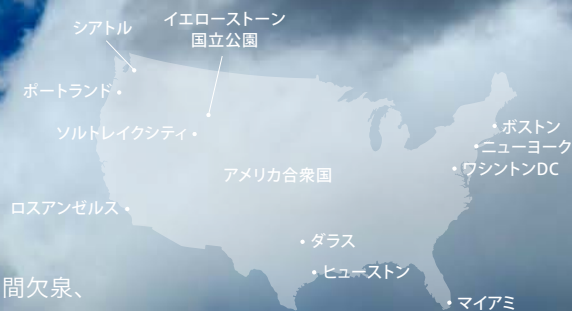 シアトル
イエローストーン
国立公園
ポートランド
ソルトレイクシティ
ボストン
ニューヨーク
ワシントンDC
アメリカ合衆国
ロスアンゼルス
ダラス
ヒューストン
間欠泉、
マイアミ